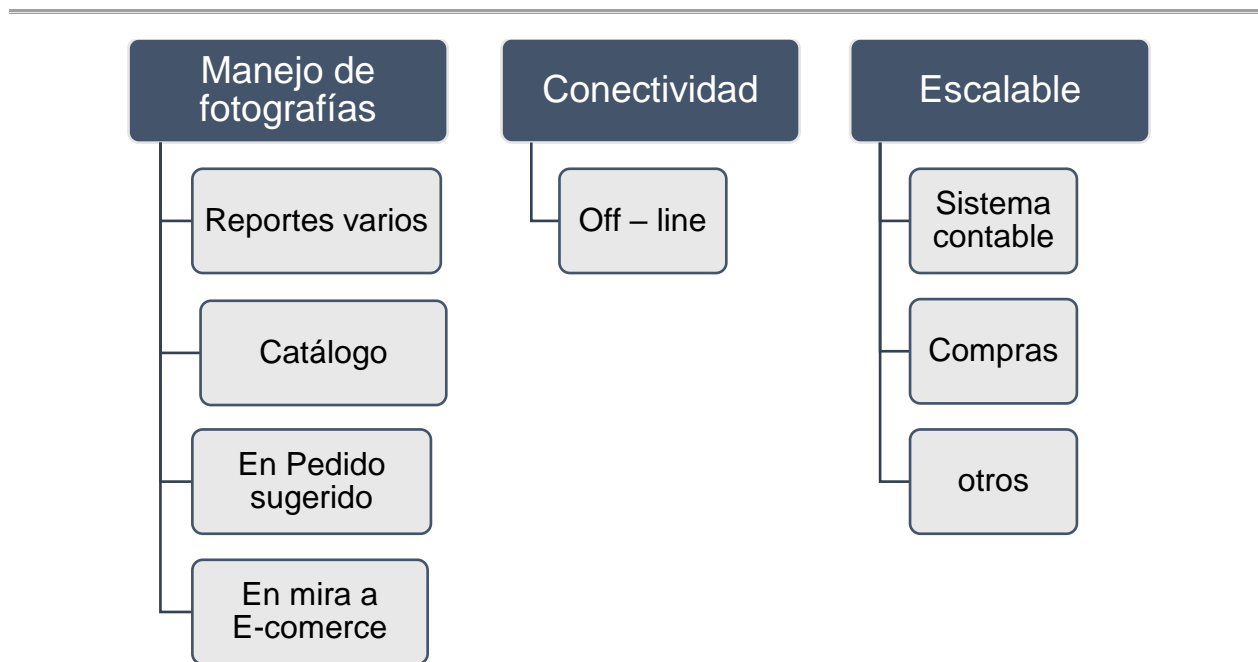 Manejo de
fotografías
Reportes varios
Catálogo
En Pedido
sugerido
En mira a
E-comerce
Conectividad
Off – line
Escalable
Sistema
contable
Compras
otros